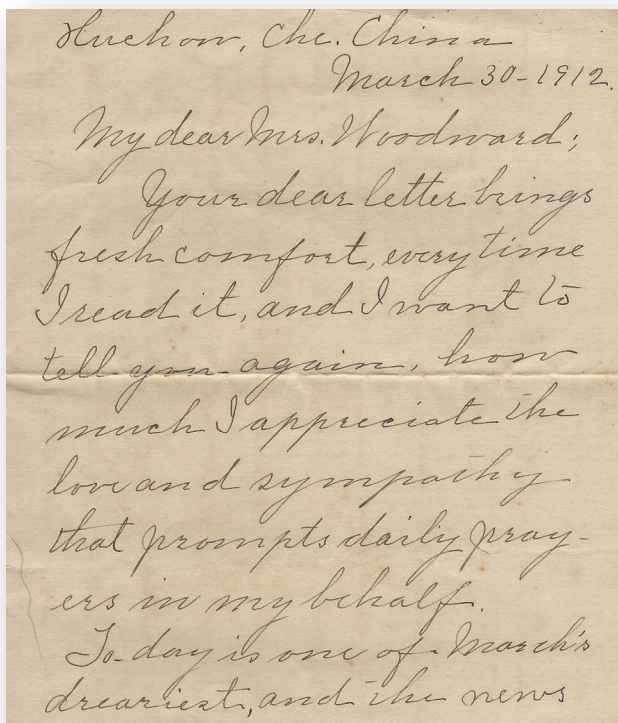 Huchow, Che. China
March 30-1912.
My dear Mrs. Woodward;
Your dear letter brings
fresh comfort, every time
I read it, and I want to
tell you again, how
much I appreciate the
love and sympathy
that prompts daily pray-
ers in my behalf.
To-day is one of March's
dreariest, and the news